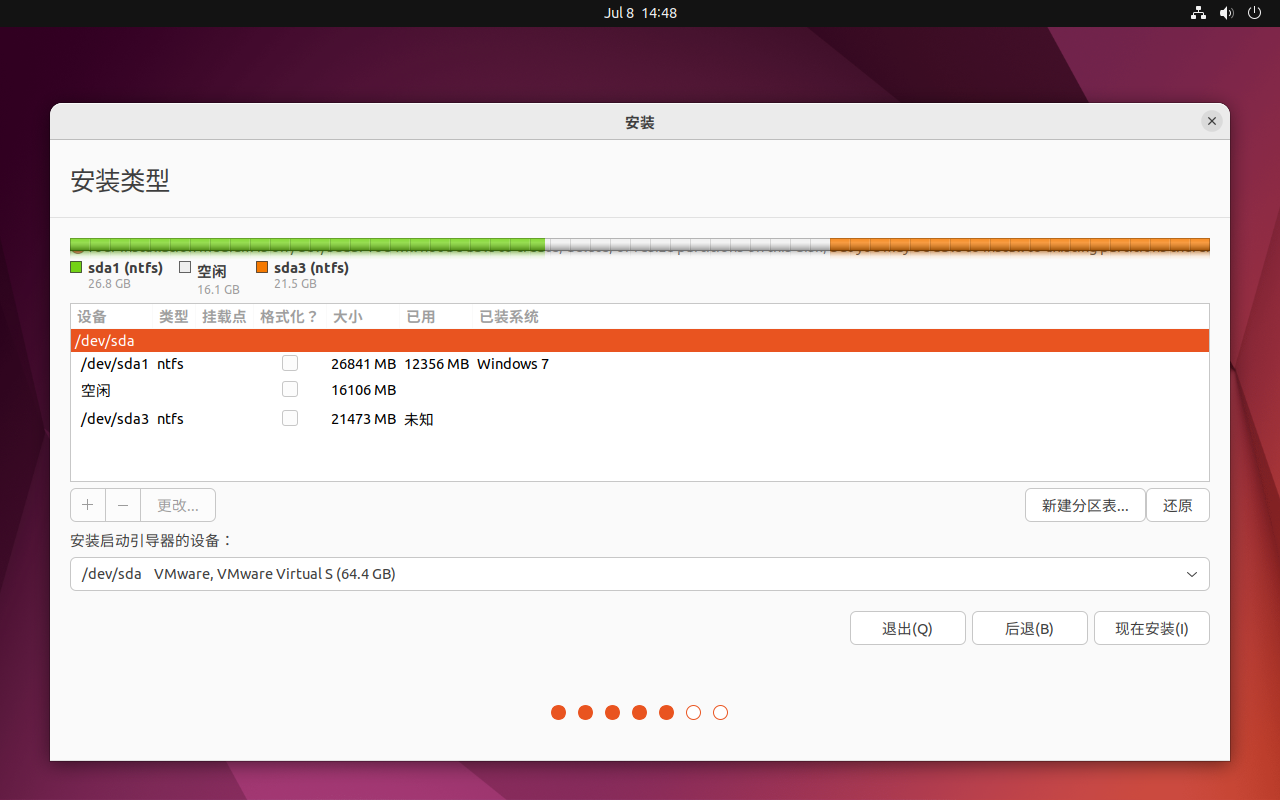 Jul 8 14:48
安装
安装类型
sda1 (ntfs) 空闲 sda3 (ntfs)
26.8 GB 16.1 GB 21.5 GB
设备 类型 挂载点 格式化？ 大小 已用 已装系统
/dev/sda
/dev/sda1 ntfs 26841 MB 12356 MB Windows 7
空闲 16106 MB
/dev/sda3 ntfs 21473 MB 未知
+ − 更改... 新建分区表... 还原
安装启动引导器的设备：
/dev/sda VMware, VMware Virtual S (64.4 GB)
退出(Q) 后退(B) 现在安装(I)